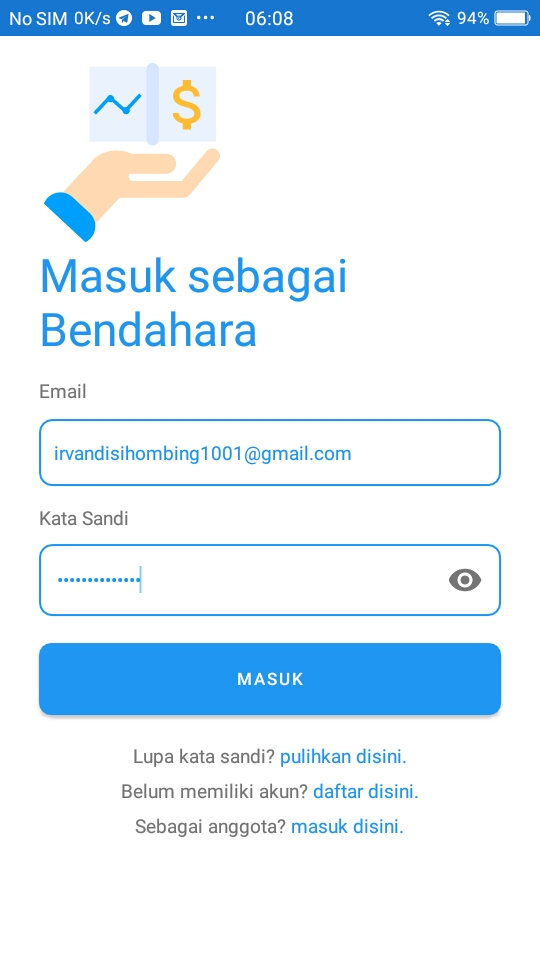 No SIM 0K/s ... 06:08 94%
$
Masuk sebagai
Bendahara
Email
irvandisihombing1001@gmail.com
Kata Sandi
••••••••••••••
MASUK
Lupa kata sandi? pulihkan disini.
Belum memiliki akun? daftar disini.
Sebagai anggota? masuk disini.